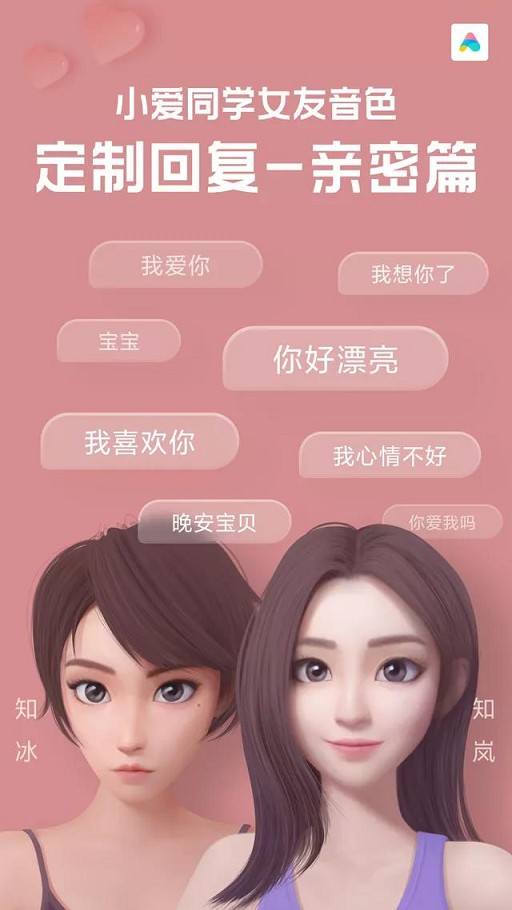 小爱同学女友音色
定制回复-亲密篇
我爱你
我想你了
宝宝
你好漂亮
我喜欢你
我心情不好
晚安宝贝
你爱我吗
知冰
知岚